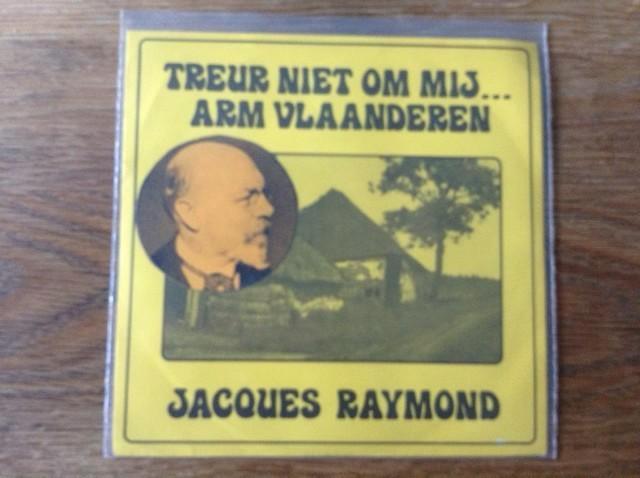 TREUR NIET OM MIJ...
ARM VLAANDEREN
JACQUES RAYMOND